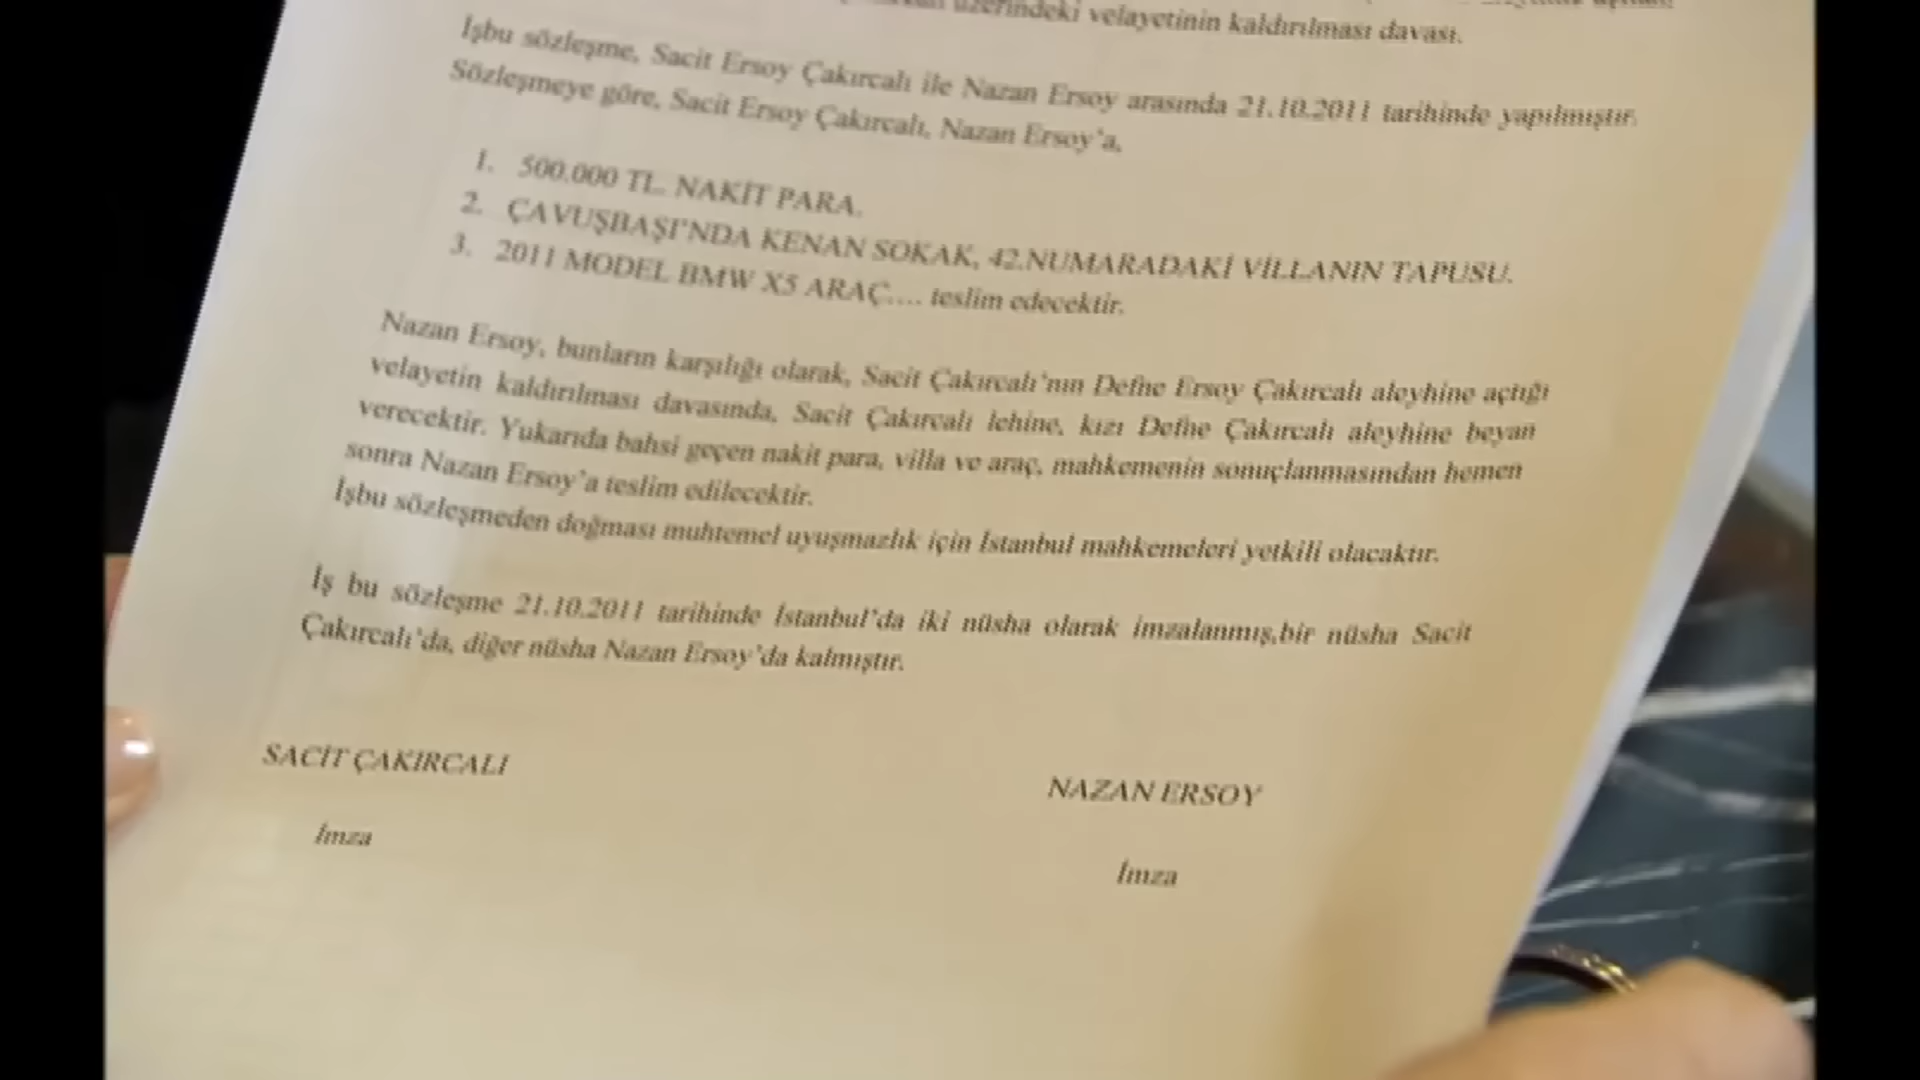 üzerindeki velayetinin kaldırılması davası.
İşbu sözleşme, Sacit Ersoy Çakırcalı ile Nazan Ersoy arasında 21.10.2011 tarihinde yapılmıştır.
Sözleşmeye göre, Sacit Ersoy Çakırcalı, Nazan Ersoy'a,
1. 500.000 TL. NAKİT PARA.
2. ÇAVUŞBAŞI'NDA KENAN SOKAK, 42.NUMARADAKİ VİLLANIN TAPUSU.
3. 2011 MODEL BMW X5 ARAÇ.... teslim edecektir.
Nazan Ersoy, bunların karşılığı olarak, Sacit Çakırcalı'nın Defne Ersoy Çakırcalı aleyhine açtığı
velayetin kaldırılması davasında, Sacit Çakırcalı lehine, kızı Defne Çakırcalı aleyhine beyan
verecektir. Yukarıda bahsi geçen nakit para, villa ve araç, mahkemenin sonuçlanmasından hemen
sonra Nazan Ersoy'a teslim edilecektir.
İşbu sözleşmeden doğması muhtemel uyuşmazlık için İstanbul mahkemeleri yetkili olacaktır.
İş bu sözleşme 21.10.2011 tarihinde İstanbul'da iki nüsha olarak imzalanmış,bir nüsha Sacit
Çakırcalı'da, diğer nüsha Nazan Ersoy'da kalmıştır.
SACİT ÇAKIRCALI
NAZAN ERSOY
İmza
İmza